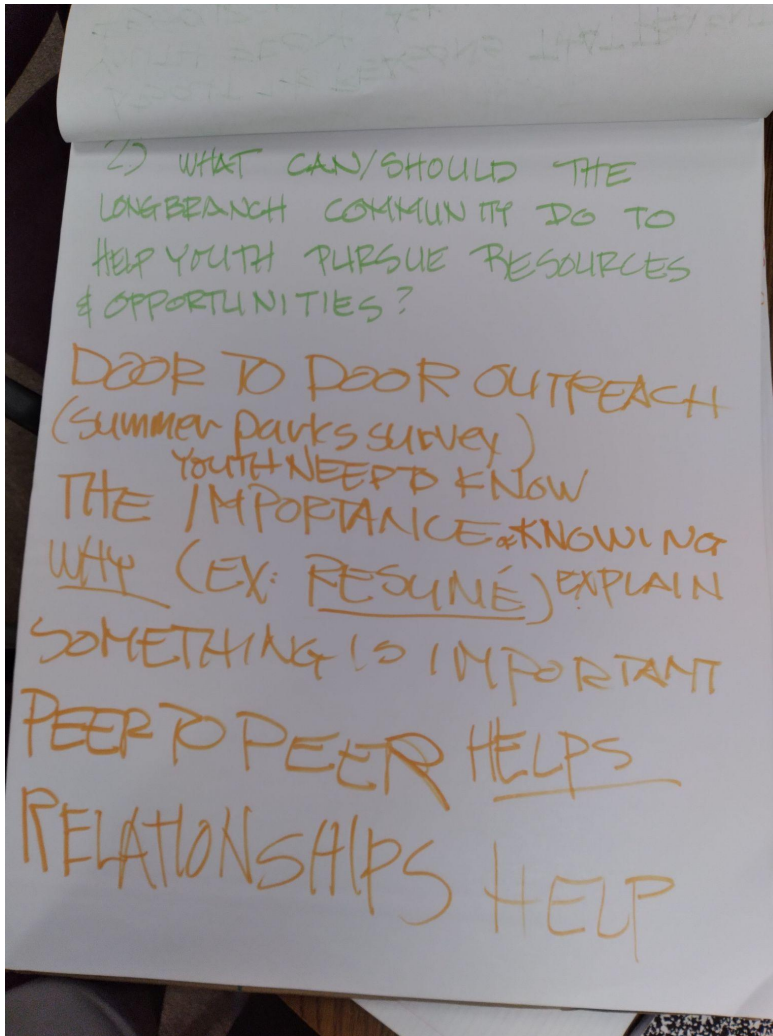 2) WHAT CAN/SHOULD THE
LONGBRANCH COMMUNITY DO TO
HELP YOUTH PURSUE RESOURCES
& OPPORTUNITIES?
DOOR TO DOOR OUTREACH
(summer parks survey)
YOUTH NEED TO KNOW
THE IMPORTANCE of KNOWING
WHY (EX: RESUMÉ) EXPLAIN
SOMETHING IS IMPORTANT
PEER TO PEER HELPS
RELATIONSHIPS HELP